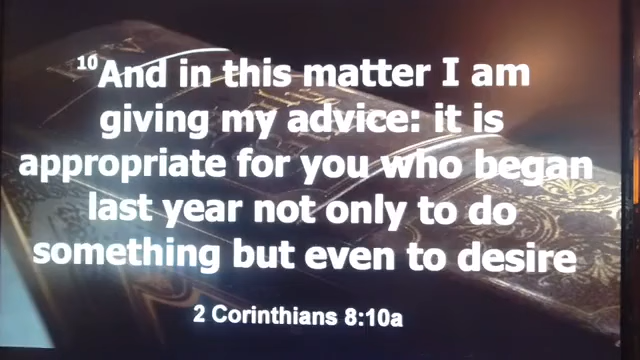 ¹⁰And in this matter I am
giving my advice: it is
appropriate for you who began
last year not only to do
something but even to desire
2 Corinthians 8:10a